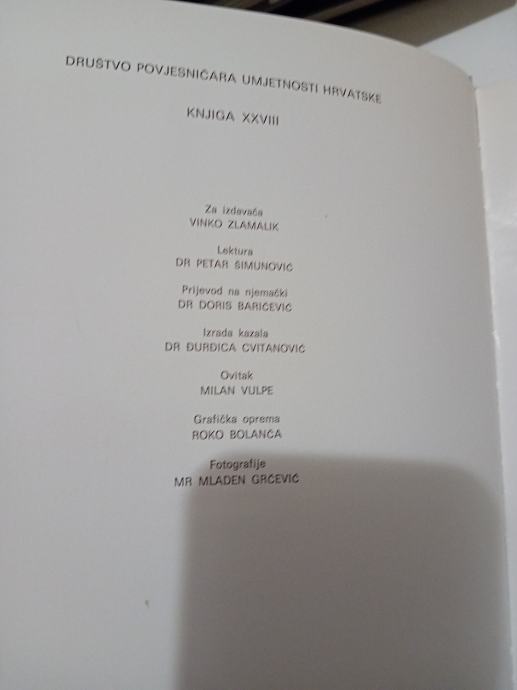 DRUŠTVO POVJESNIČARA UMJETNOSTI HRVATSKE
KNJIGA XXVIII
Za izdavača
VINKO ZLAMALIK
Lektura
DR PETAR ŠIMUNOVIĆ
Prijevod na njemački
DR DORIS BARIČEVIĆ
Izrada kazala
DR ĐURĐICA CVITANOVIĆ
Ovitak
MILAN VULPE
Grafička oprema
ROKO BOLANČA
Fotografije
MR MLADEN GRČEVIĆ